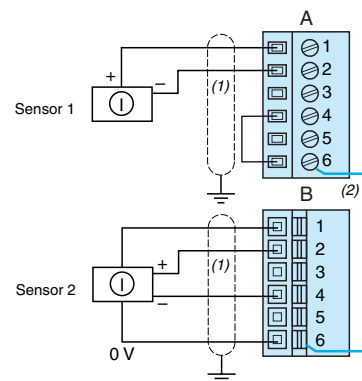 A
1
+
2
–
(1)
3
Sensor 1
I
4
5
6
(2)
B
1
2
+
(1)
3
Sensor 2
I
–
4
5
0 V
6